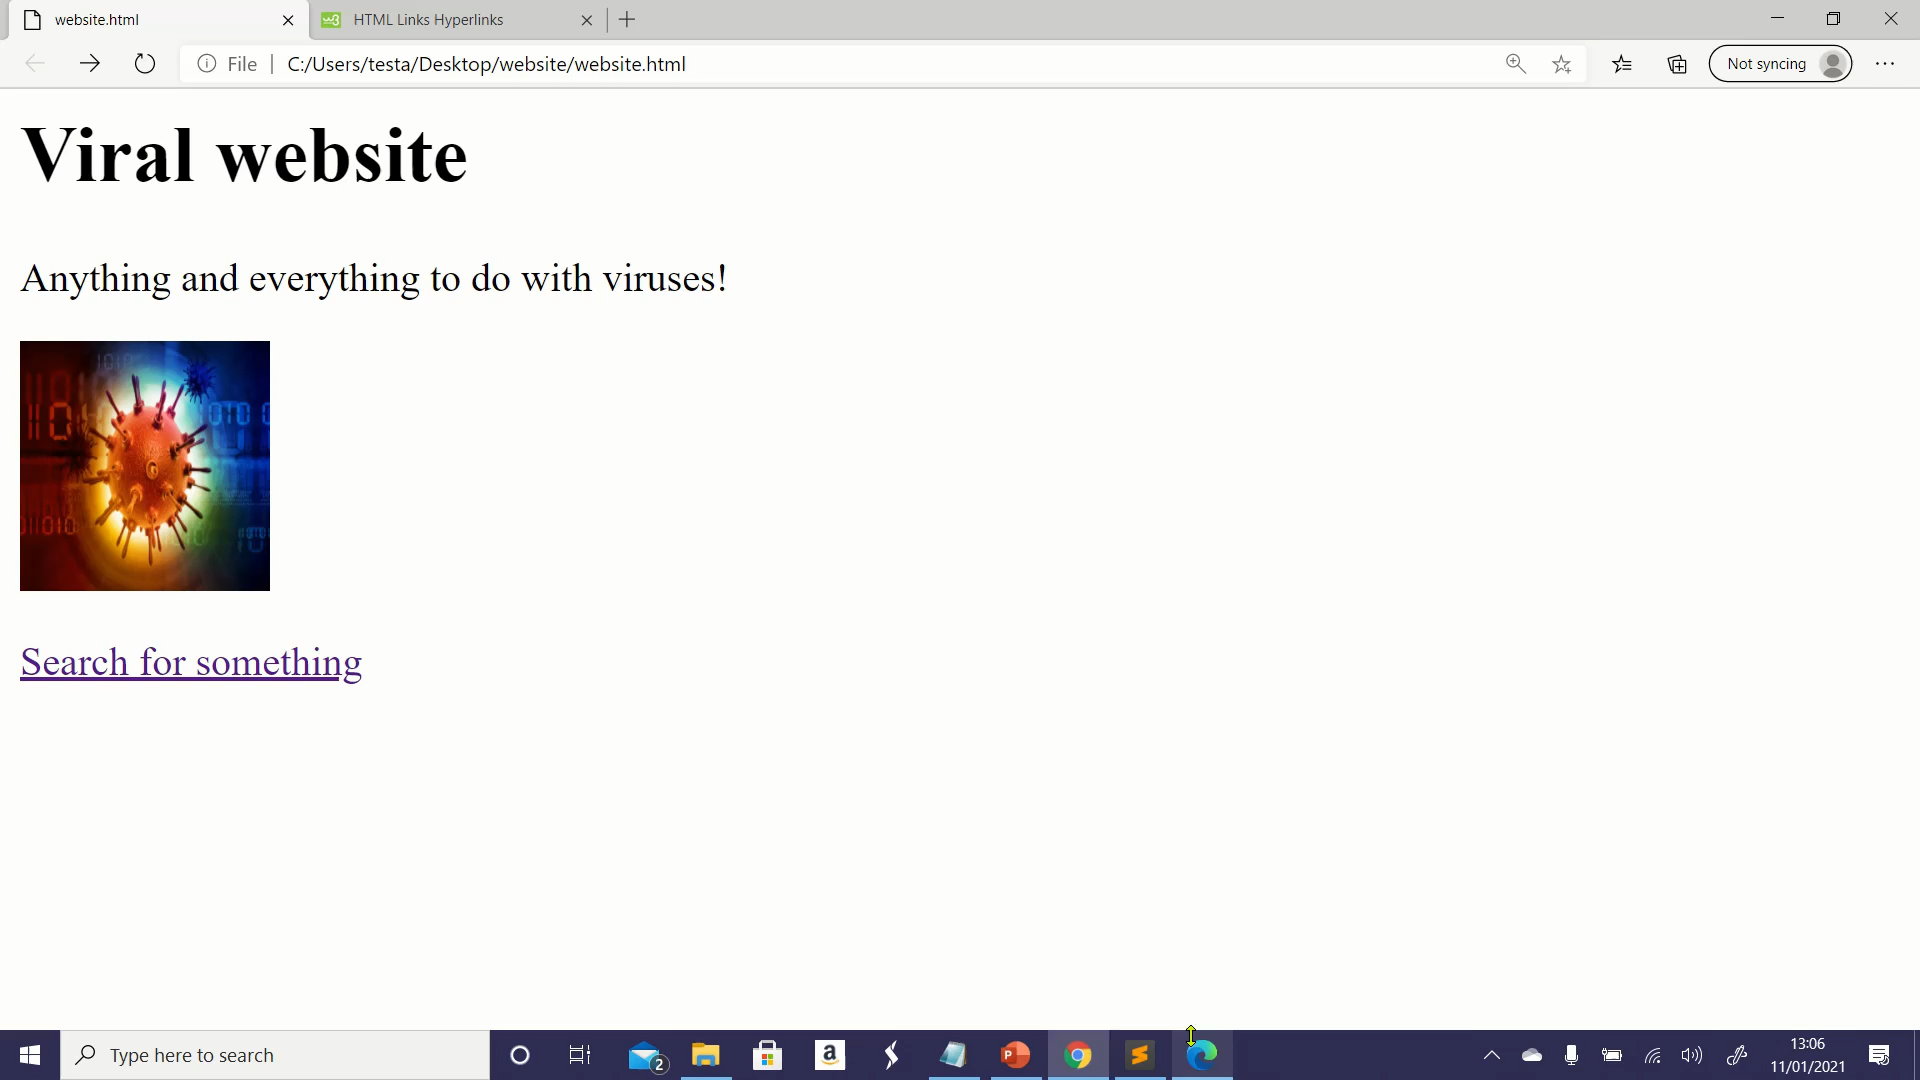 website.html
HTML Links Hyperlinks
File | C:/Users/testa/Desktop/website/website.html
Not syncing
Viral website
Anything and everything to do with viruses!
Search for something
Type here to search
2
a
P
13:06
11/01/2021